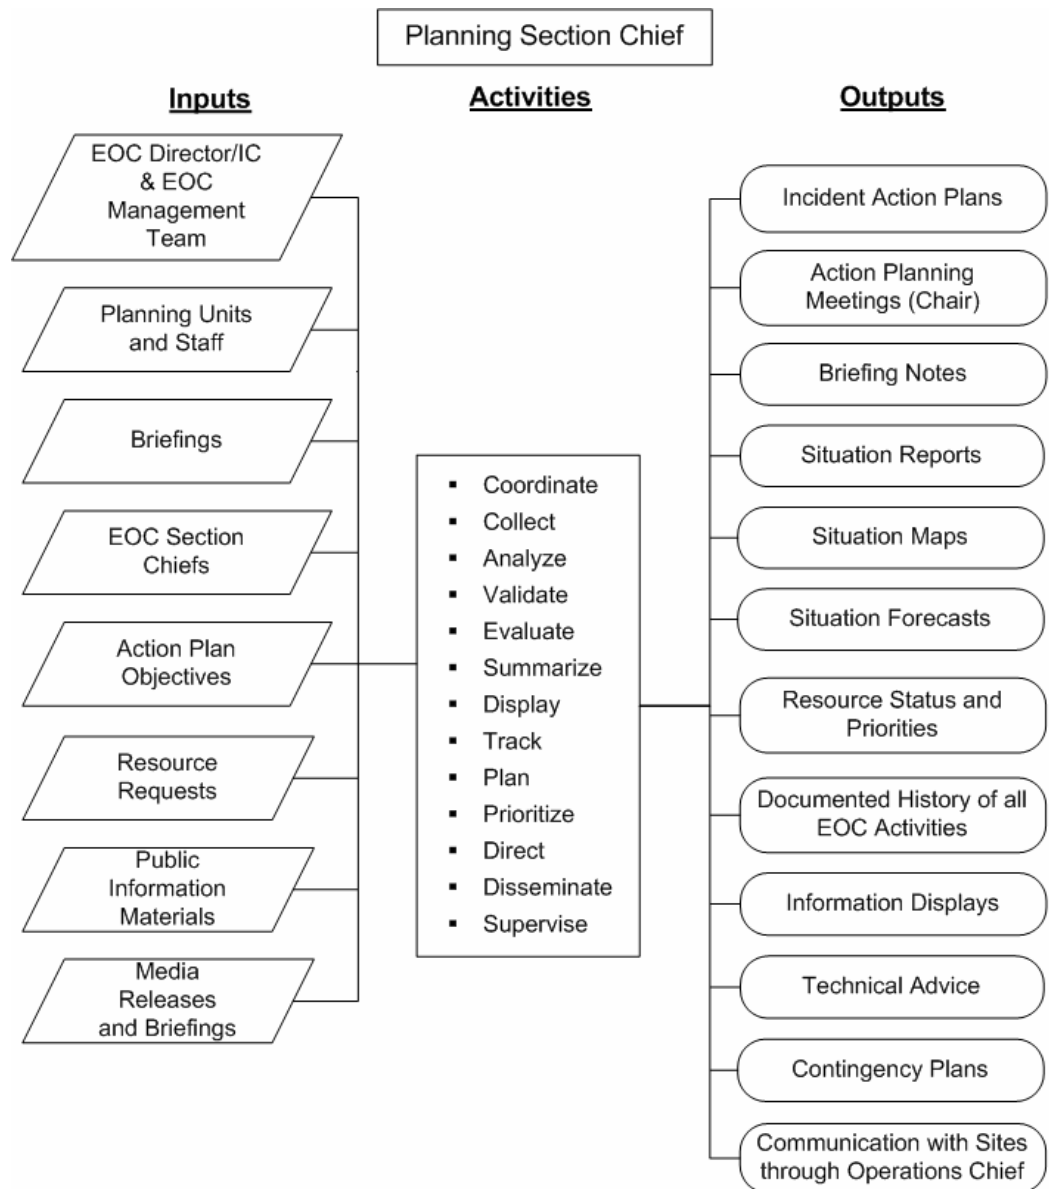 Planning Section Chief
Inputs
Activities
Outputs
EOC Director/IC
& EOC
Management
Team
Planning Units
and Staff
Briefings
EOC Section
Chiefs
Action Plan
Objectives
Resource
Requests
Public
Information
Materials
Media
Releases
and Briefings
▪ Coordinate
▪ Collect
▪ Analyze
▪ Validate
▪ Evaluate
▪ Summarize
▪ Display
▪ Track
▪ Plan
▪ Prioritize
▪ Direct
▪ Disseminate
▪ Supervise
Incident Action Plans
Action Planning
Meetings (Chair)
Briefing Notes
Situation Reports
Situation Maps
Situation Forecasts
Resource Status and
Priorities
Documented History of all
EOC Activities
Information Displays
Technical Advice
Contingency Plans
Communication with Sites
through Operations Chief